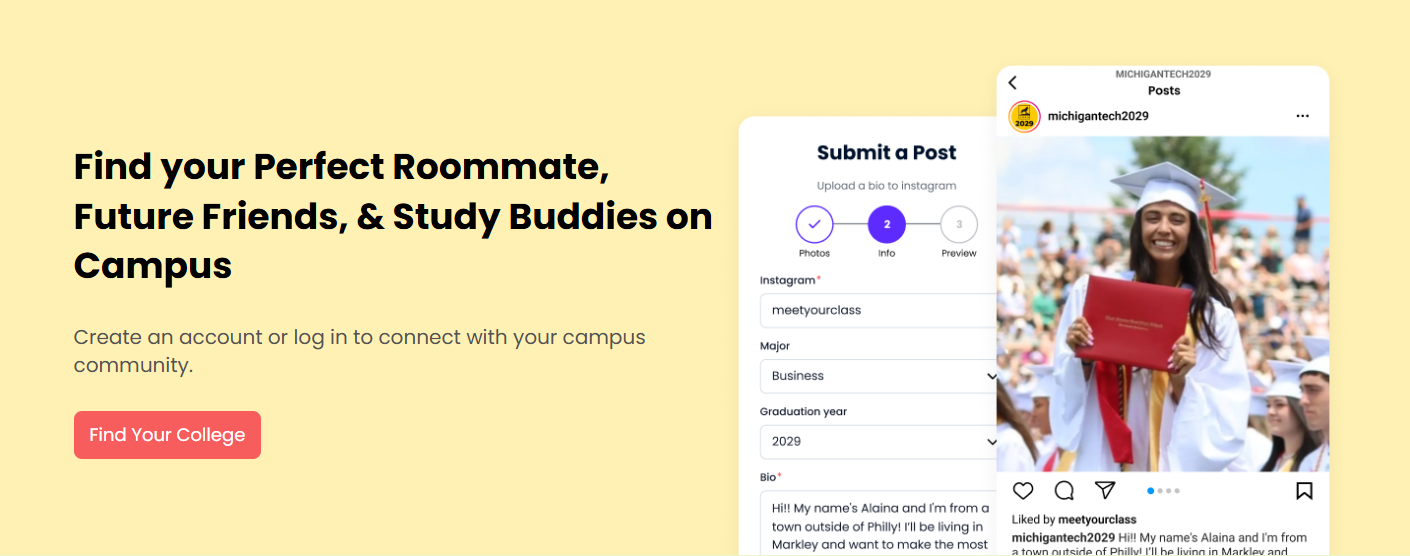 Find your Perfect Roommate,
Future Friends, & Study Buddies on
Campus
Create an account or log in to connect with your campus
community.
Find Your College
Submit a Post
Upload a bio to instagram
2
3
Photos
Info
Preview
Instagram*
meetyourclass
Major
Business
Graduation year
2029
Bio*
Hi!! My name's Alaina and I'm from a
town outside of Philly! I'll be living in
Markley and want to make the most
MICHIGANTECH2029
Posts
2029
michigantech2029
Liked by meetyourclass
michigantech2029 Hi!! My name's Alaina and I'm from
a town outside of Philly! I'll be living in Markley and